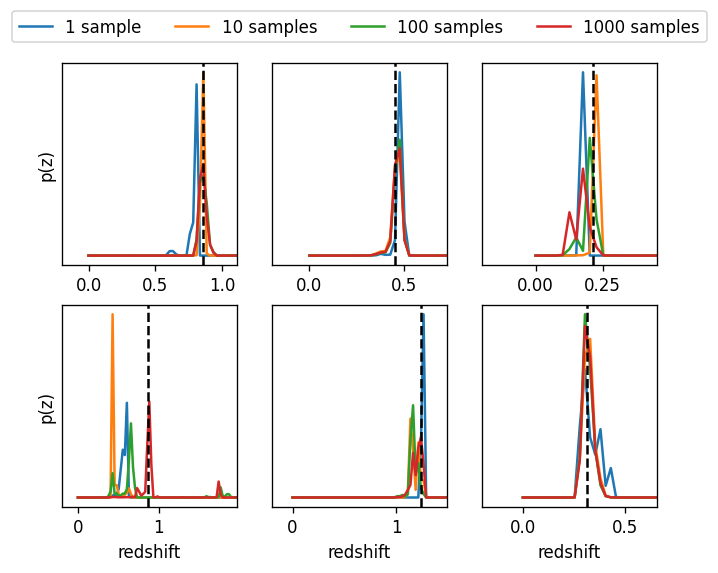 1 sample 10 samples 100 samples 1000 samples
p(z)
0.0 0.5 1.0 0.0 0.5 0.00 0.25
p(z)
0 1 0 1 0.0 0.5
redshift redshift redshift